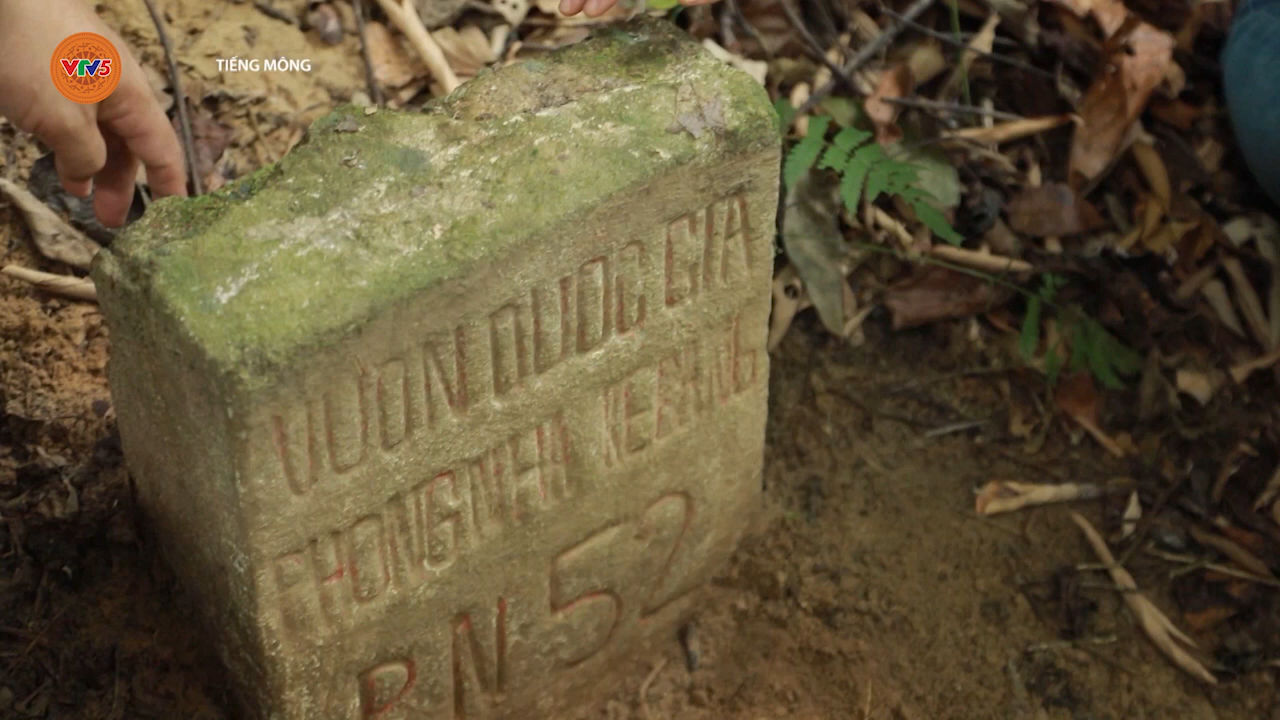 VTV5
TIẾNG MÔNG
VƯỜN QUỐC GIA
PHONG NHA KẺ BÀNG
PN 52